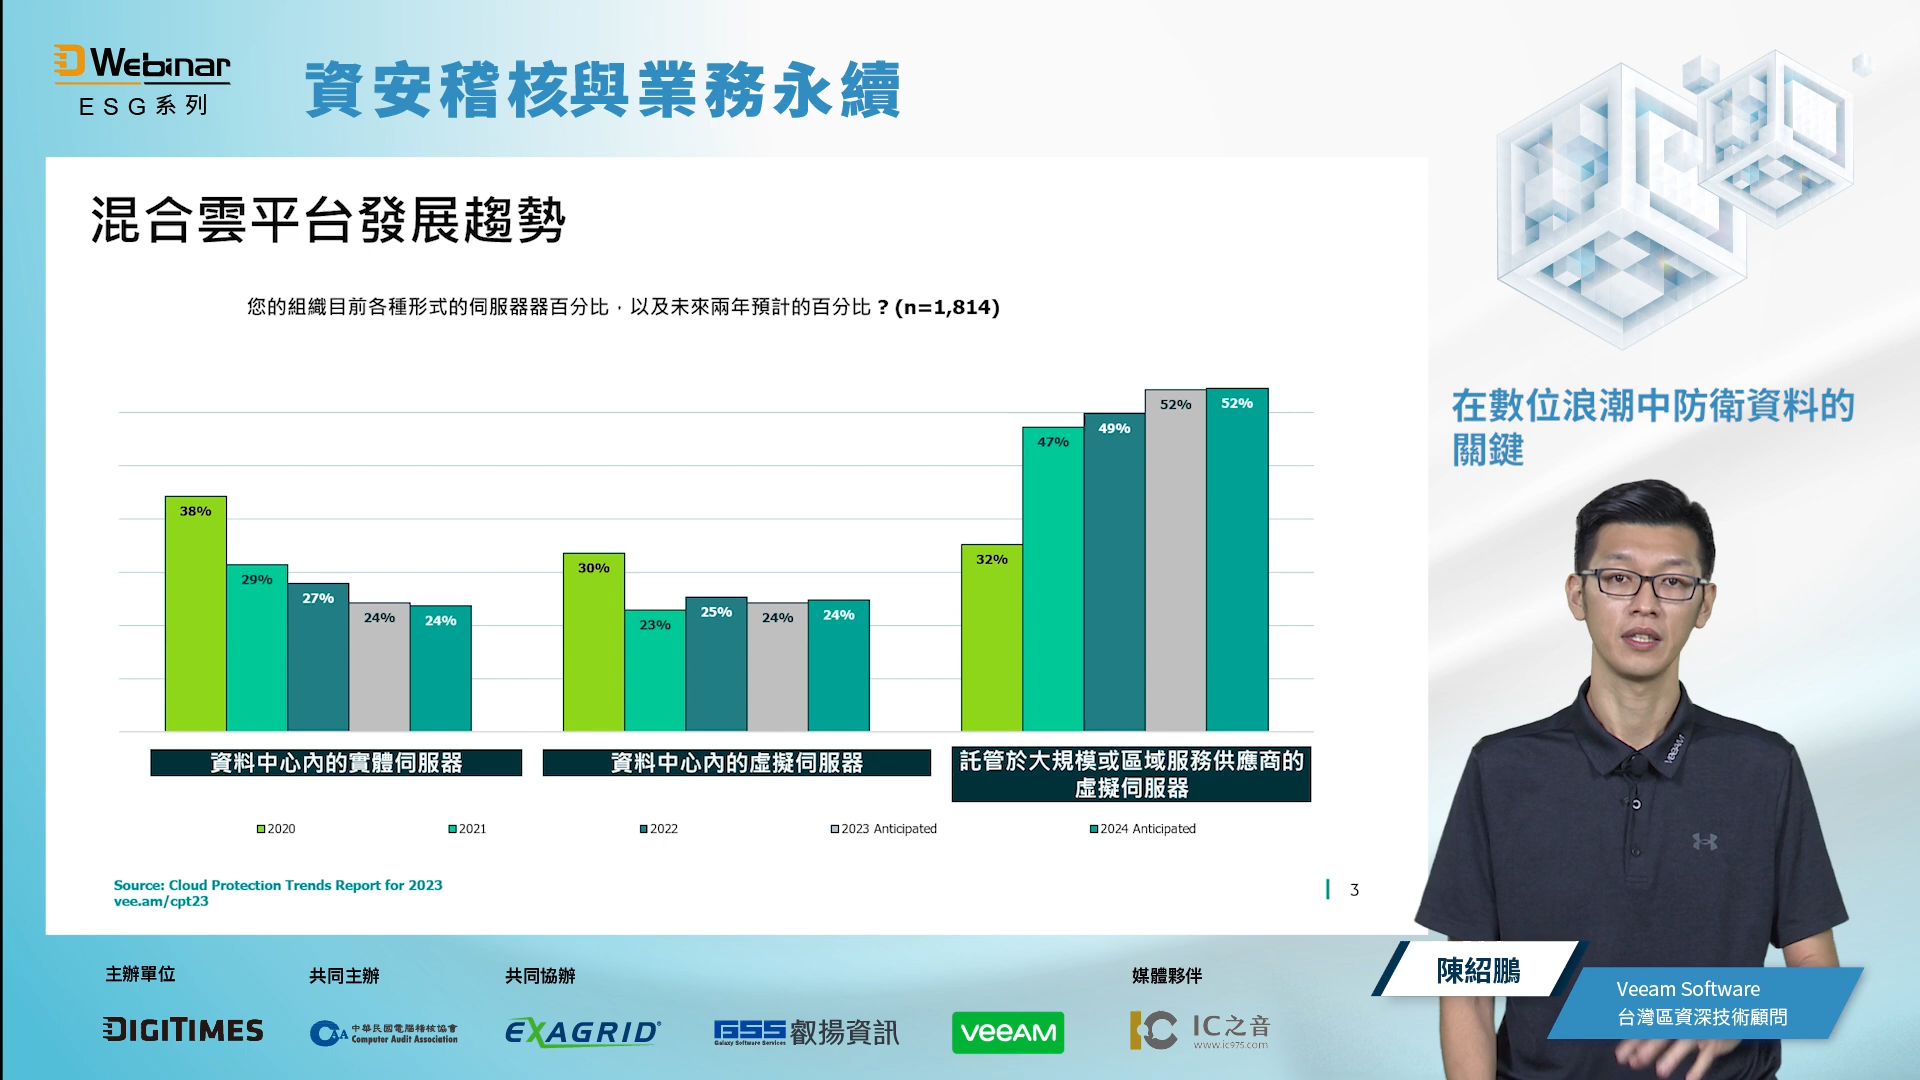 D Webinar
ESG系列
資安稽核與業務永續
混合雲平台發展趨勢
您的組織目前各種形式的伺服器器百分比，以及未來兩年預計的百分比 ? (n=1,814)
38%
29%
27%
24%
24%
30%
23%
25%
24%
24%
32%
47%
49%
52%
52%
資料中心內的實體伺服器
資料中心內的虛擬伺服器
託管於大規模或區域服務供應商的
虛擬伺服器
2020
2021
2022
2023 Anticipated
2024 Anticipated
Source: Cloud Protection Trends Report for 2023
vee.am/cpt23
3
在數位浪潮中防衛資料的
關鍵
veeAM
陳紹鵬
Veeam Software
台灣區資深技術顧問
主辦單位
共同主辦
共同協辦
媒體夥伴
DIGITIMES
CAA
中華民國電腦稽核協會
Computer Audit Association
EXAGRID®
GSS 叡揚資訊
Galaxy Software Services
veeAM
IC IC之音
www.ic975.com